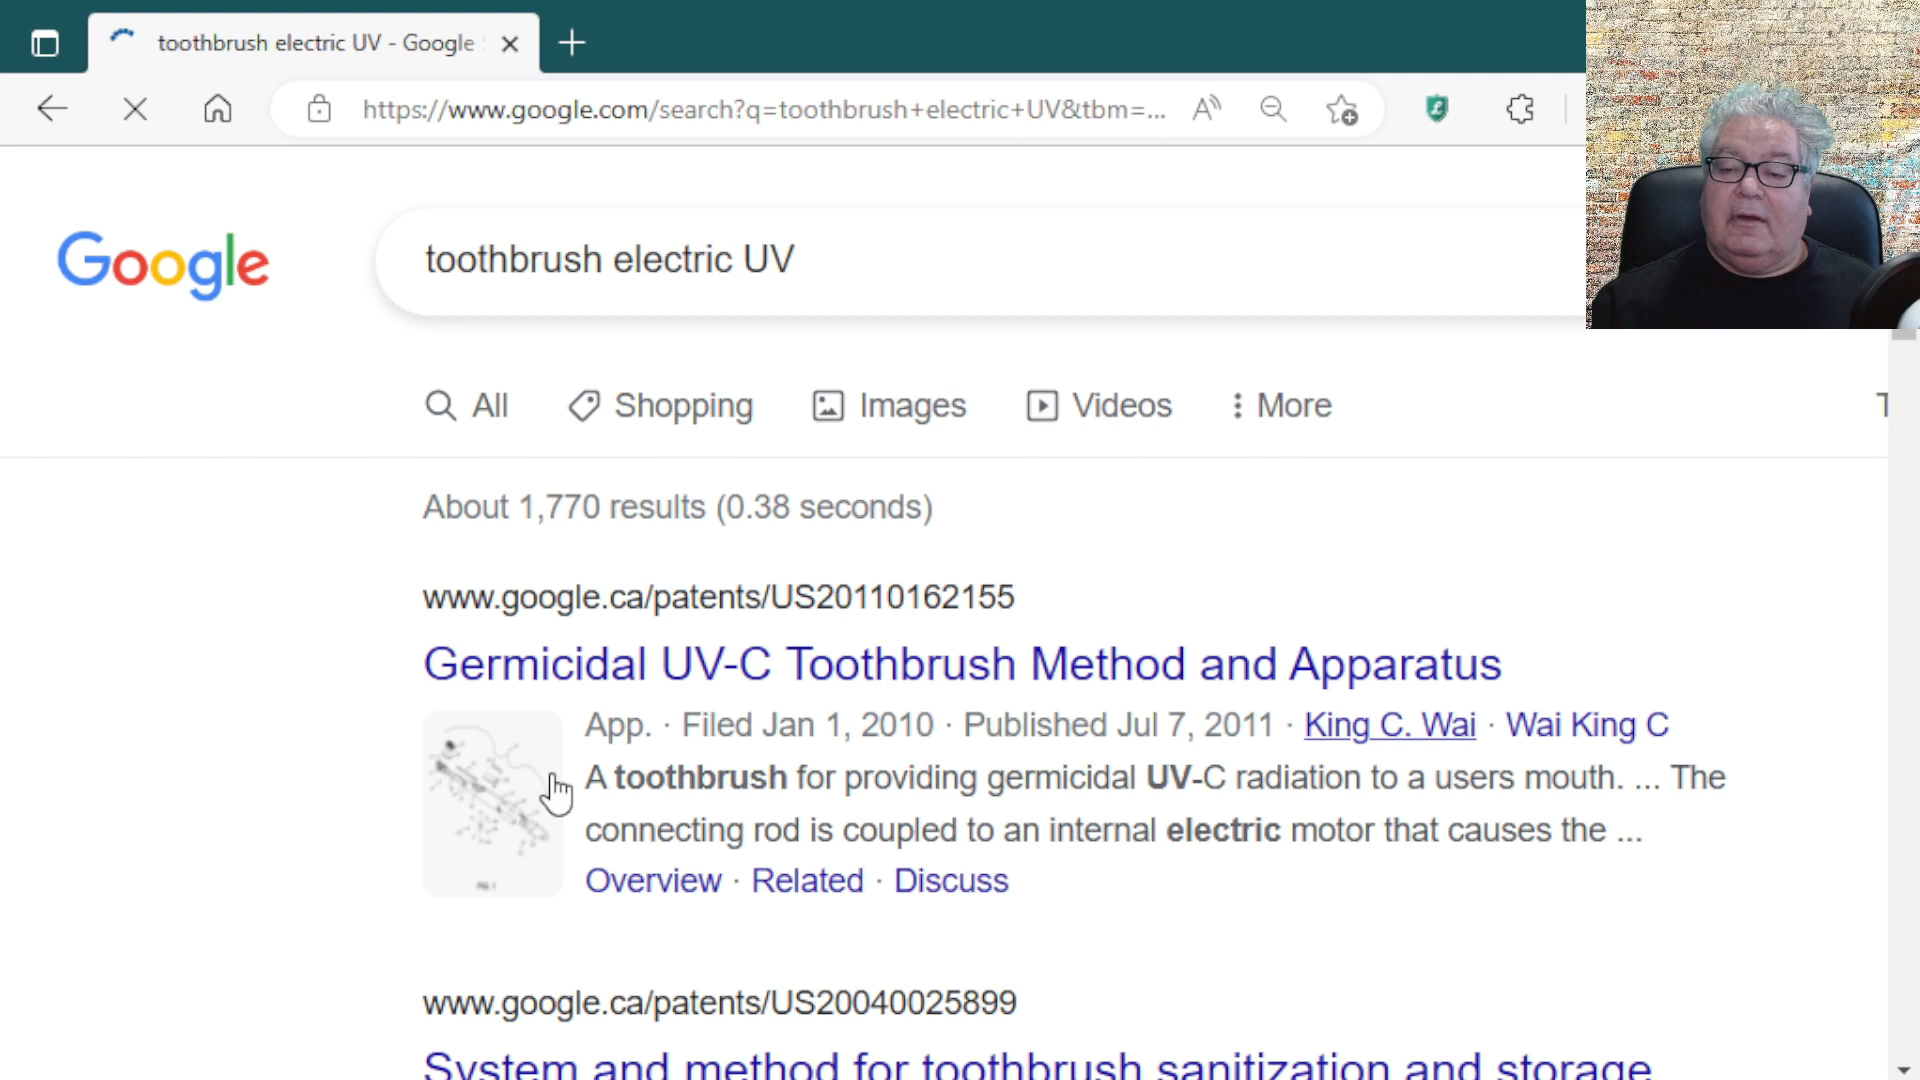 toothbrush electric UV - Google
https://www.google.com/search?q=toothbrush+electric+UV&tbm=...
Google
toothbrush electric UV
All
Shopping
Images
Videos
More
About 1,770 results (0.38 seconds)
www.google.ca/patents/US20110162155
Germicidal UV-C Toothbrush Method and Apparatus
App. · Filed Jan 1, 2010 · Published Jul 7, 2011 · King C. Wai · Wai King C
A toothbrush for providing germicidal UV-C radiation to a users mouth. ... The
connecting rod is coupled to an internal electric motor that causes the ...
Overview · Related · Discuss
www.google.ca/patents/US20040025899
System and method for toothbrush sanitization and storage